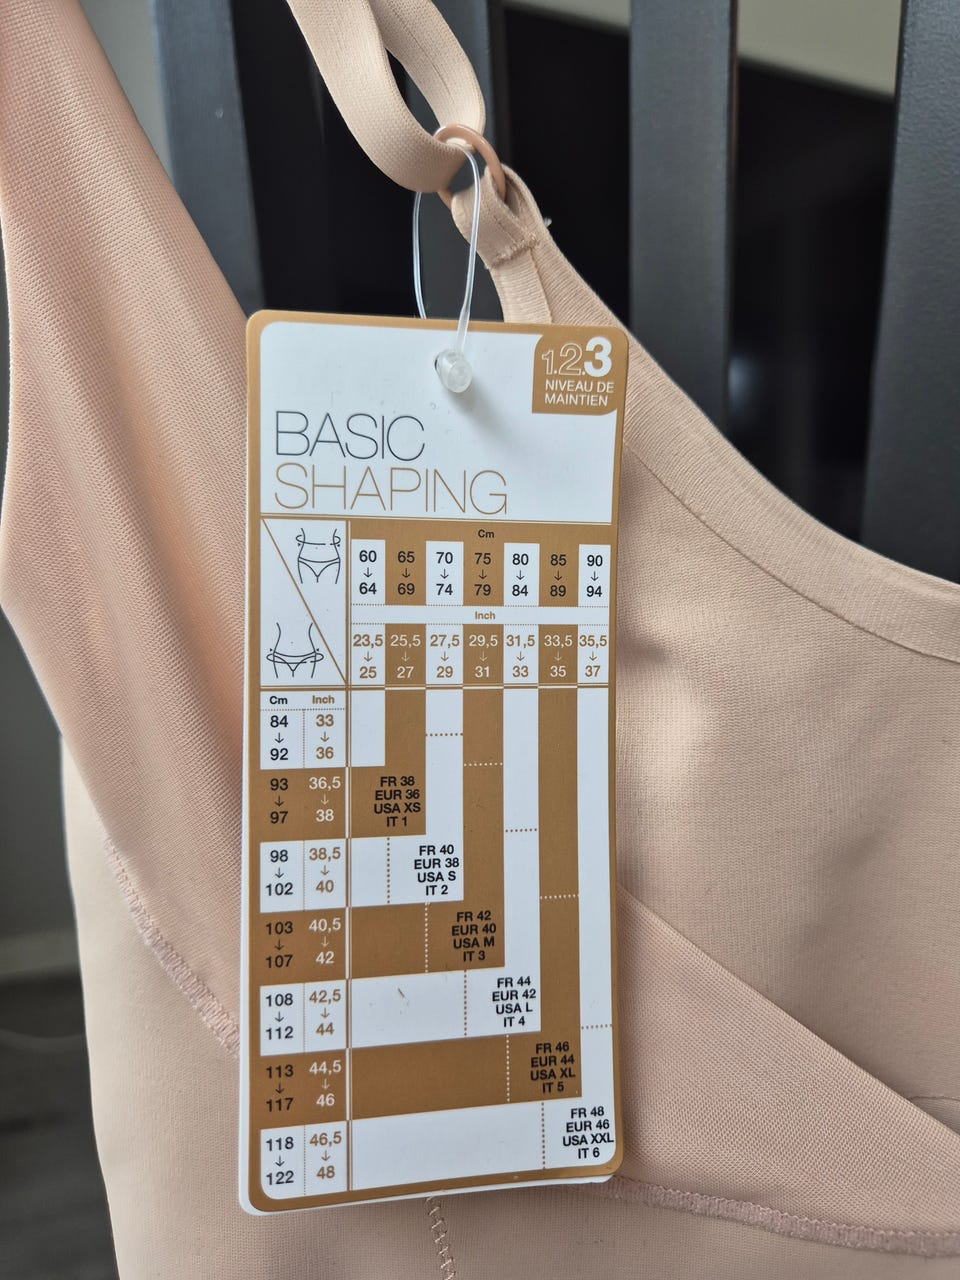 1.2.3
NIVEAU DE
MAINTIEN
BASIC
SHAPING
Cm
60 65 70 75 80 85 90
↓ ↓ ↓ ↓ ↓ ↓ ↓
64 69 74 79 84 89 94
Inch
23,5 25,5 27,5 29,5 31,5 33,5 35,5
↓ ↓ ↓ ↓ ↓ ↓ ↓
25 27 29 31 33 35 37
Cm Inch
84 33
↓ ↓
92 36
93 36,5
↓ ↓
97 38
FR 38
EUR 36
USA XS
IT 1
98 38,5
↓ ↓
102 40
FR 40
EUR 38
USA S
IT 2
103 40,5
↓ ↓
107 42
FR 42
EUR 40
USA M
IT 3
108 42,5
↓ ↓
112 44
FR 44
EUR 42
USA L
IT 4
113 44,5
↓ ↓
117 46
FR 46
EUR 44
USA XL
IT 5
118 46,5
↓ ↓
122 48
FR 48
EUR 46
USA XXL
IT 6